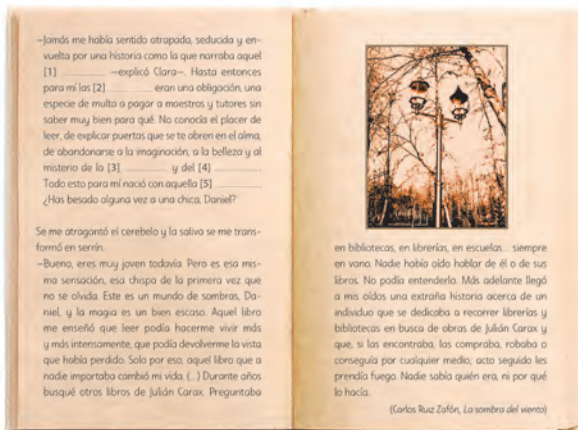 –Jamás me había sentido atrapada, seducida y en-
vuelta por una historia como la que narraba aquel
[1] ............... –explicó Clara–. Hasta entonces
para mí las [2] ............... eran una obligación, una
especie de multa a pagar a maestros y tutores sin
saber muy bien para qué. No conocía el placer de
leer, de explicar puertas que se te abren en el alma,
de abandonarse a la imaginación, a la belleza y al
misterio de la [3] ............... y del [4] ...............
Todo esto para mí nació con aquella [5] ...............
¿Has besado alguna vez a una chica, Daniel?
Se me atragantó el cerebelo y la saliva se me trans-
formó en serrín.
–Bueno, eres muy joven todavía. Pero es esa mis-
ma sensación, esa chispa de la primera vez que
no se olvida. Este es un mundo de sombras, Da-
niel, y la magia es un bien escaso. Aquel libro
me enseñó que leer podía hacerme vivir más
y más intensamente, que podía devolverme la vista
que había perdido. Solo por eso, aquel libro que a
nadie importaba cambió mi vida. (...) Durante años
busqué otros libros de Julián Carax. Preguntaba
en bibliotecas, en librerías, en escuelas... siempre
en vano. Nadie había oído hablar de él o de sus
libros. No podía entenderlo. Más adelante llegó
a mis oídos una extraña historia acerca de un
individuo que se dedicaba a recorrer librerías y
bibliotecas en busca de obras de Julián Carax y
que, si las encontraba, las compraba, robaba o
conseguía por cualquier medio; acto seguido les
prendía fuego. Nadie sabía quién era, ni por qué
lo hacía.
(Carlos Ruiz Zafón, La sombra del viento)